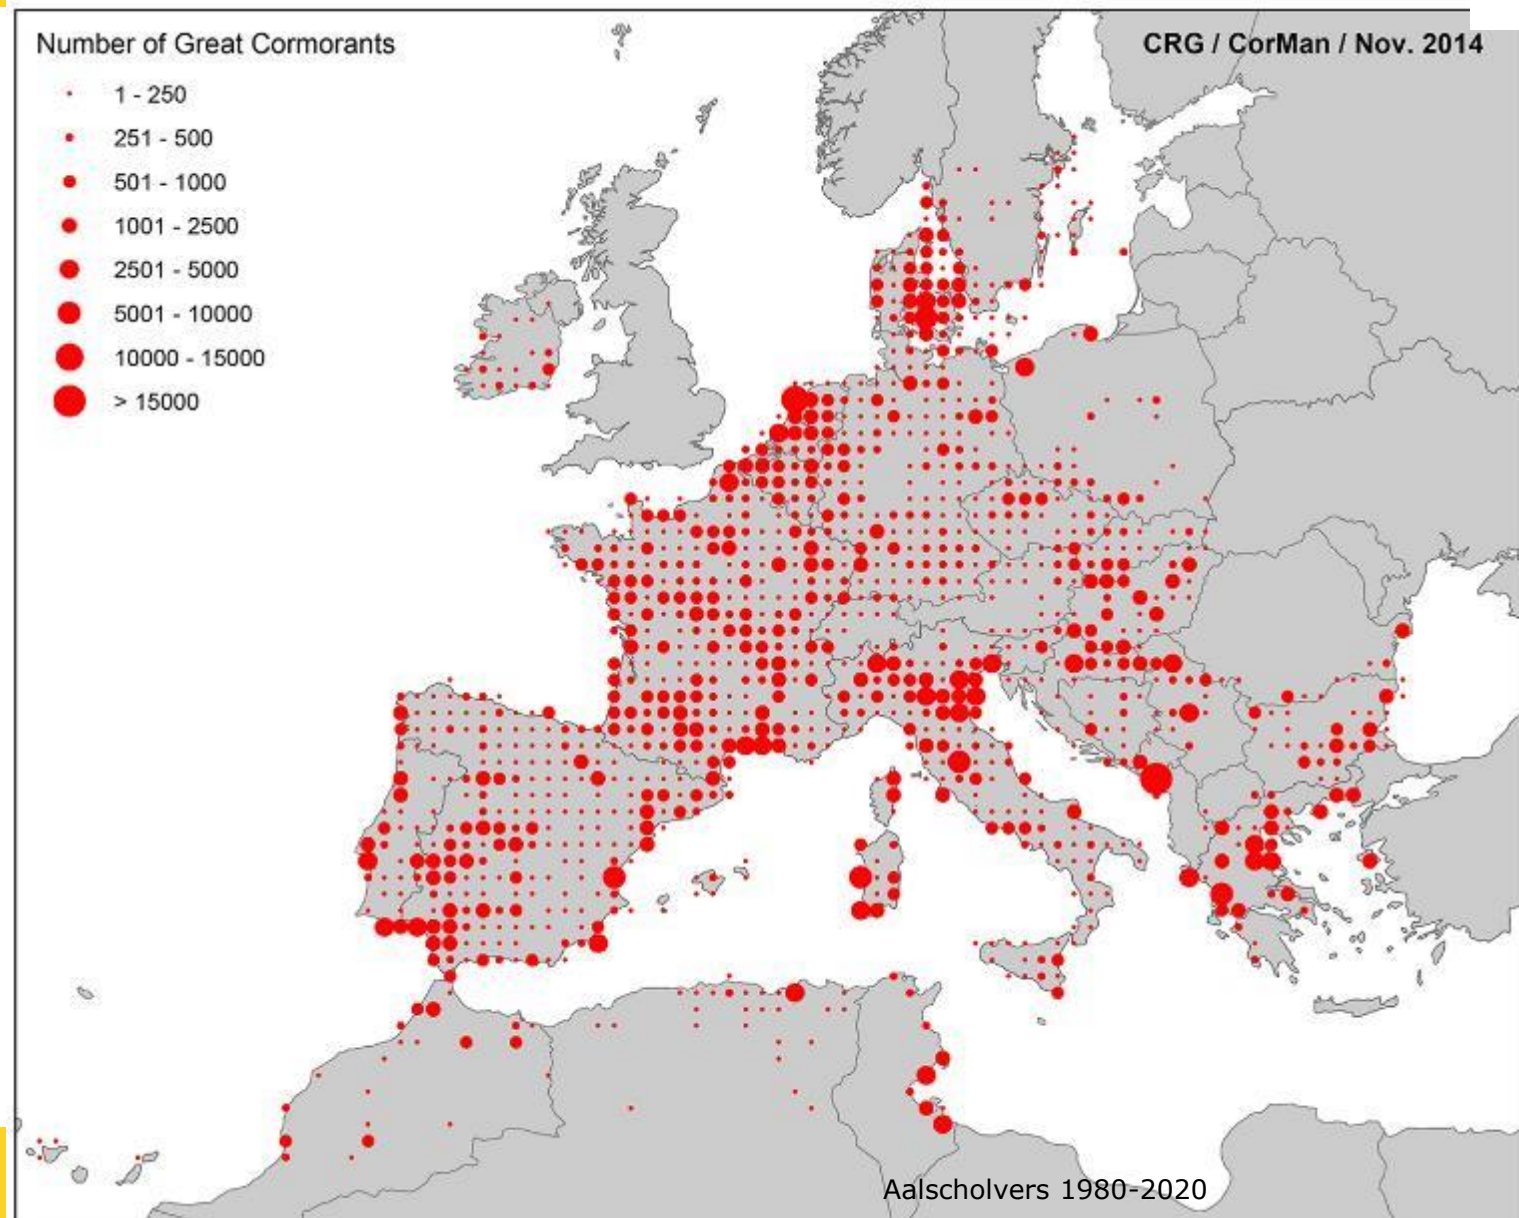 Number of Great Cormorants
CRG / CorMan / Nov. 2014
1 - 250
251 - 500
501 - 1000
1001 - 2500
2501 - 5000
5001 - 10000
10000 - 15000
> 15000
Aalscholvers 1980-2020